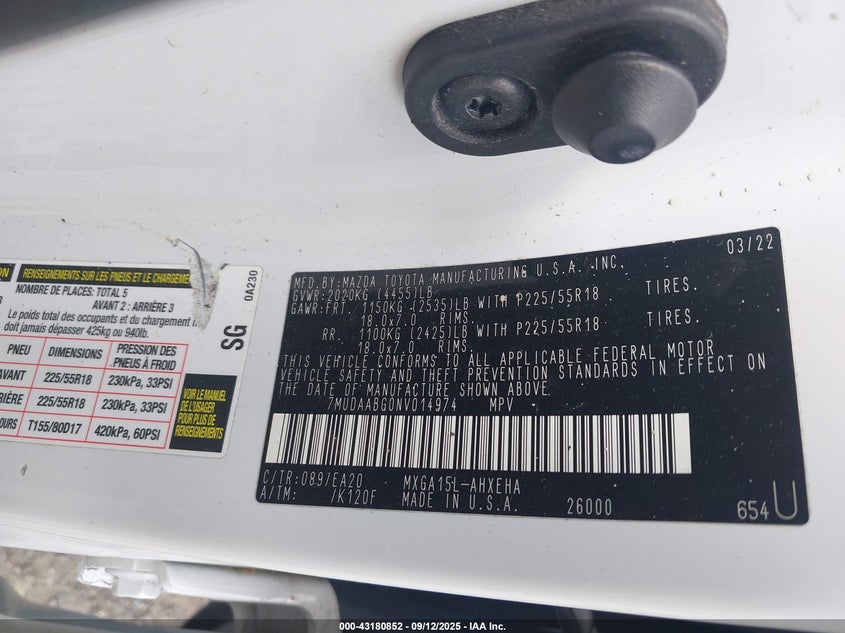 ION RENSEIGNEMENTS SUR LES PNEUS ET LE CHARGEMENT
NOMBRE DE PLACES: TOTAL 5
AVANT 2: ARRIÈRE 3
Le poids total des occupants et du chargement
doit jamais dépasser 425kg ou 940lb.
PNEU DIMENSIONS PRESSION DES PNEUS À FROID
AVANT 225/55R18 230kPa, 33PSI
RIÈRE 225/55R18 230kPa, 33PSI
OURS T155/80D17 420kPa, 60PSI
VOIR LE MANUEL
DE L'USAGER
POUR PLUS DE
RENSEIGNEMENTS
SG
0A230
03/22
MFD.BY:MAZDA TOYOTA MANUFACTURING U.S.A. INC.
GVWR:2020KG (4455)LB
GAWR:FRT. 1150KG (2535)LB WITH P225/55R18 TIRES.
18.0x7.0 RIMS.
RR. 1100KG (2425)LB WITH P225/55R18 TIRES.
18.0x7.0 RIMS.
THIS VEHICLE CONFORMS TO ALL APPLICABLE FEDERAL MOTOR
VEHICLE SAFETY AND THEFT PREVENTION STANDARDS IN EFFECT ON
THE DATE OF MANUFACTURE SHOWN ABOVE.
7MUDAABG0NV014974 MPV
C/TR:089/EA20 MXGA15L-AHXEHA
A/TM: /K120F MADE IN U.S.A. 26000
654 U
000-43180852 - 09/12/2025 - IAA Inc.